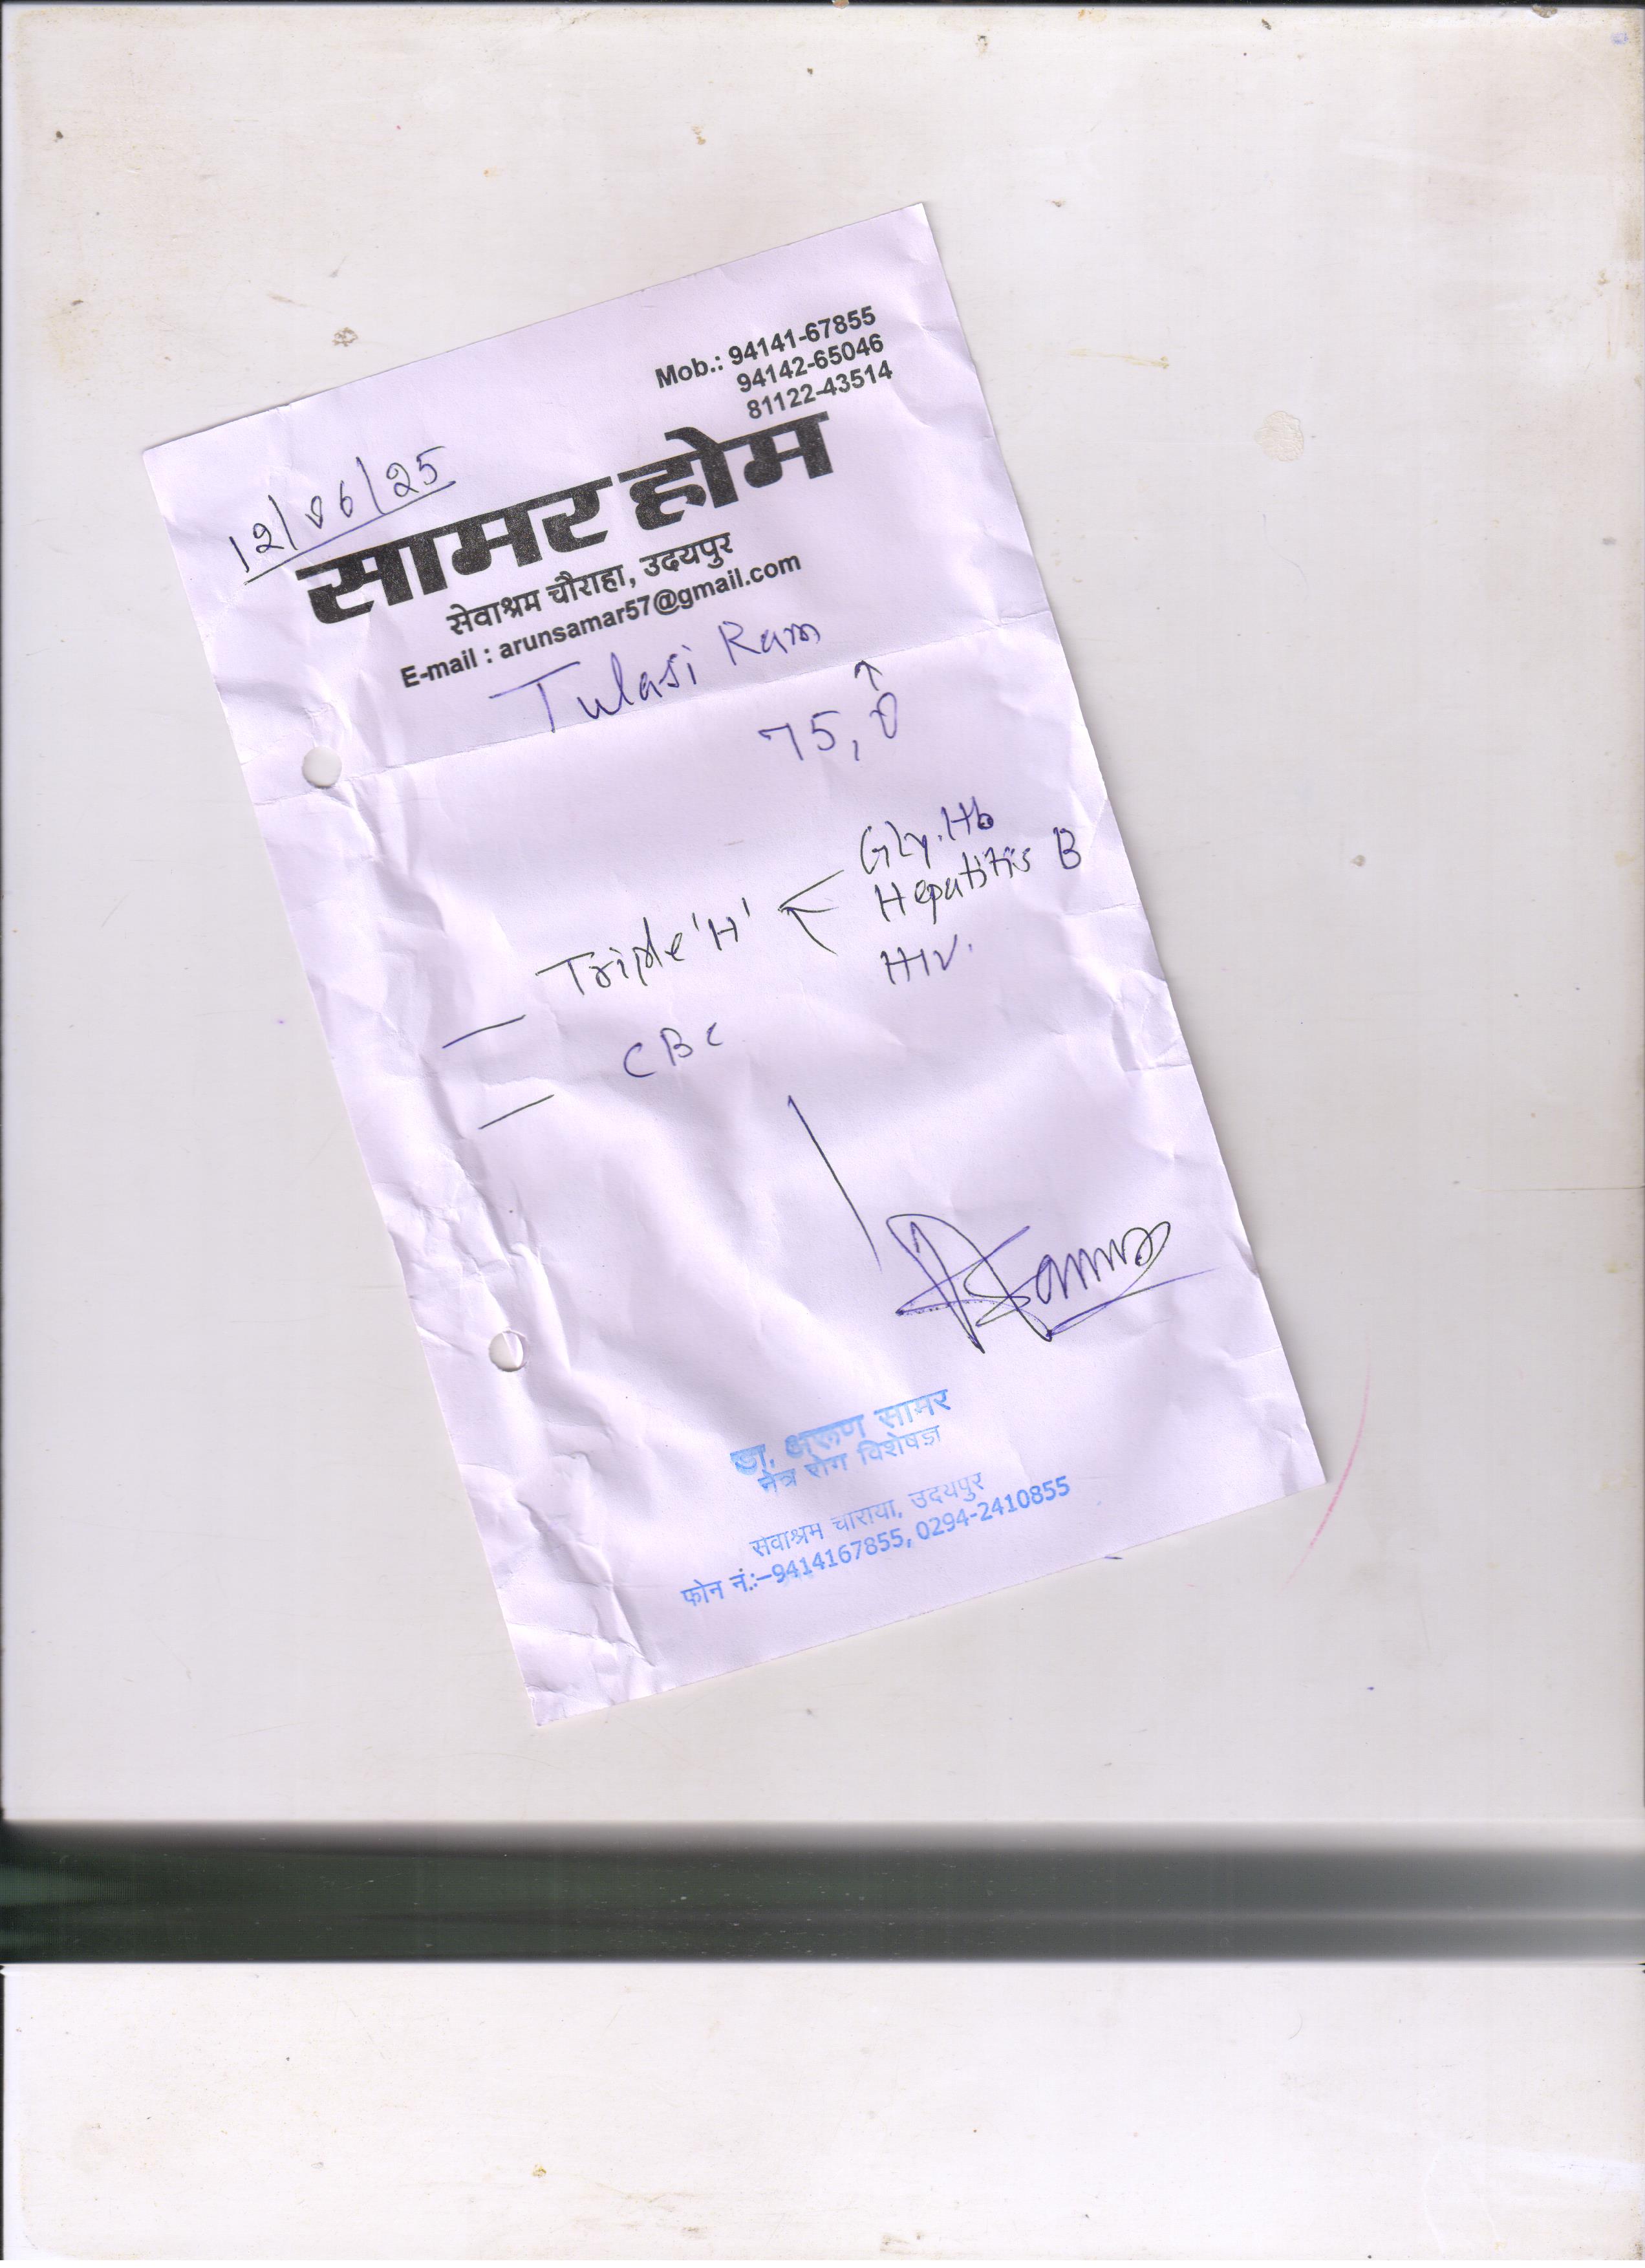 Mob.: 94141-67855
94142-65046
81122-43514
12/06/25
सामर होम
सेवाश्रम चौराहा, उदयपुर
E-mail : arunsamar57@gmail.com
Tulasi Ram
75, ♂
Gly.Hb
Triple 'H' Hepatitis B
HIV.
CBC
डा. अरूण सामर
नेत्र रोग विशेषज्ञ
सेवाश्रम चौराया, उदयपुर
फोन नं.:–9414167855, 0294-2410855